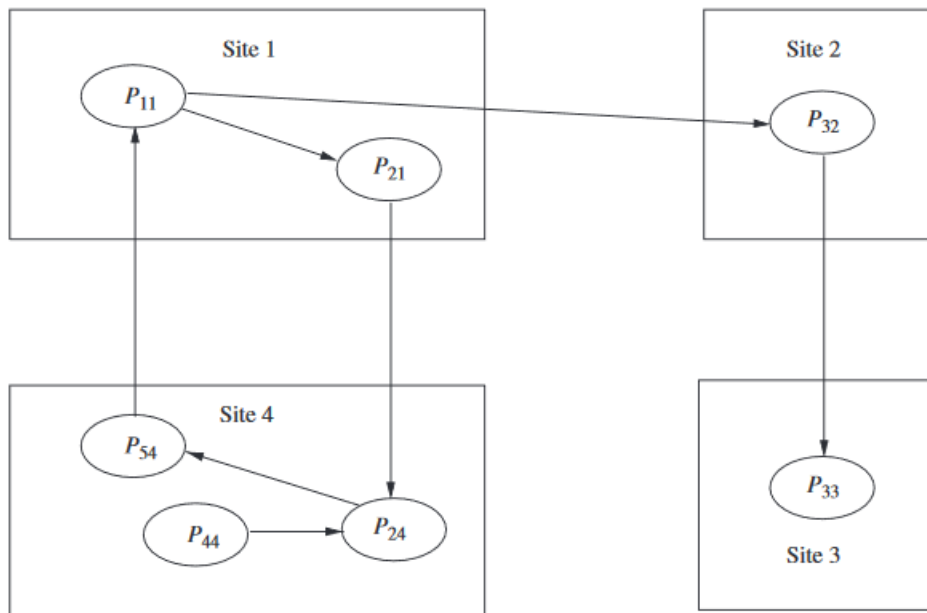 Site 1
Site 2
P₁₁
P₃₂
P₂₁
Site 4
P₅₄
P₃₃
P₄₄
P₂₄
Site 3